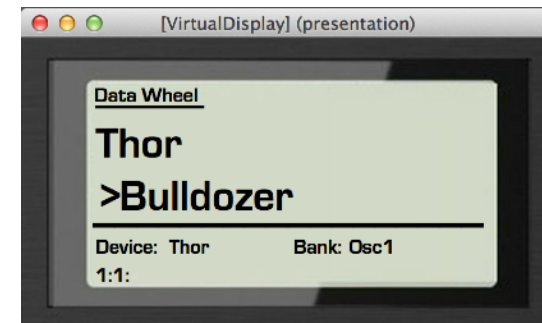 [VirtualDisplay] (presentation)
Data Wheel
Thor
>Bulldozer
Device: Thor Bank: Osc1
1:1: